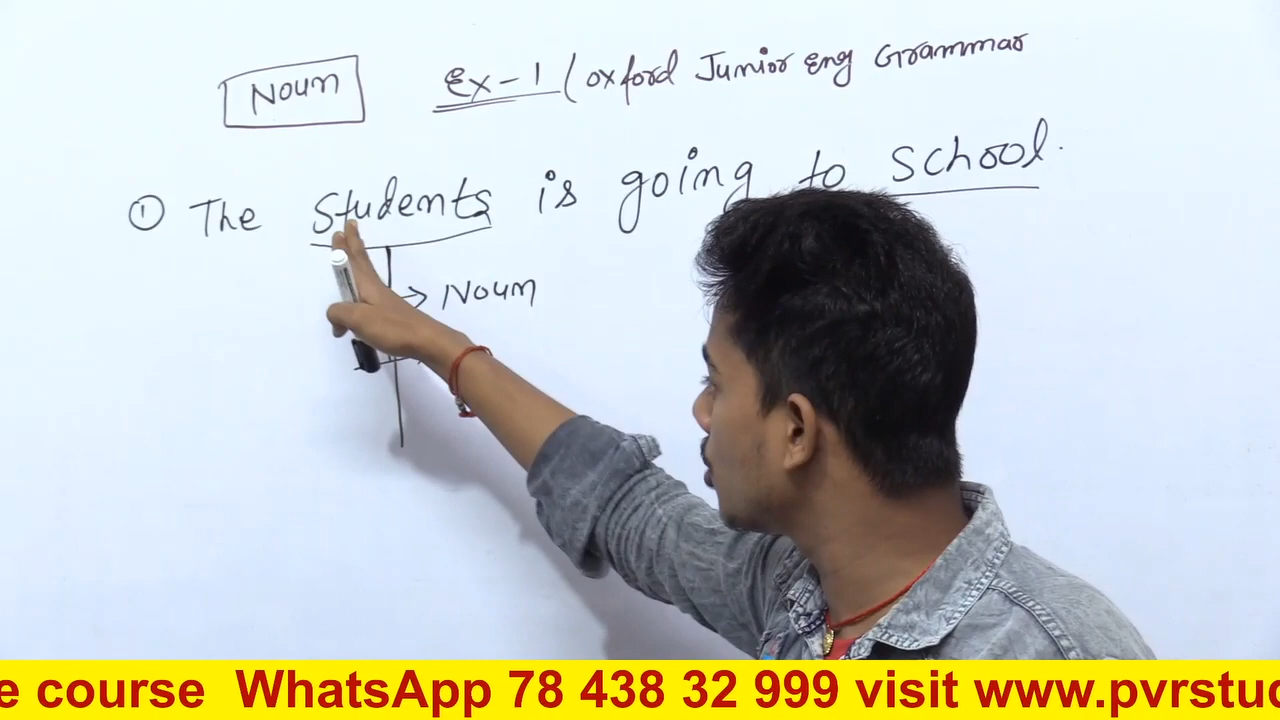 Noun Ex-1 (Oxford Junior Eng Grammar
① The Students is going to School.
Noun
e course WhatsApp 78 438 32 999 visit www.pvrstu